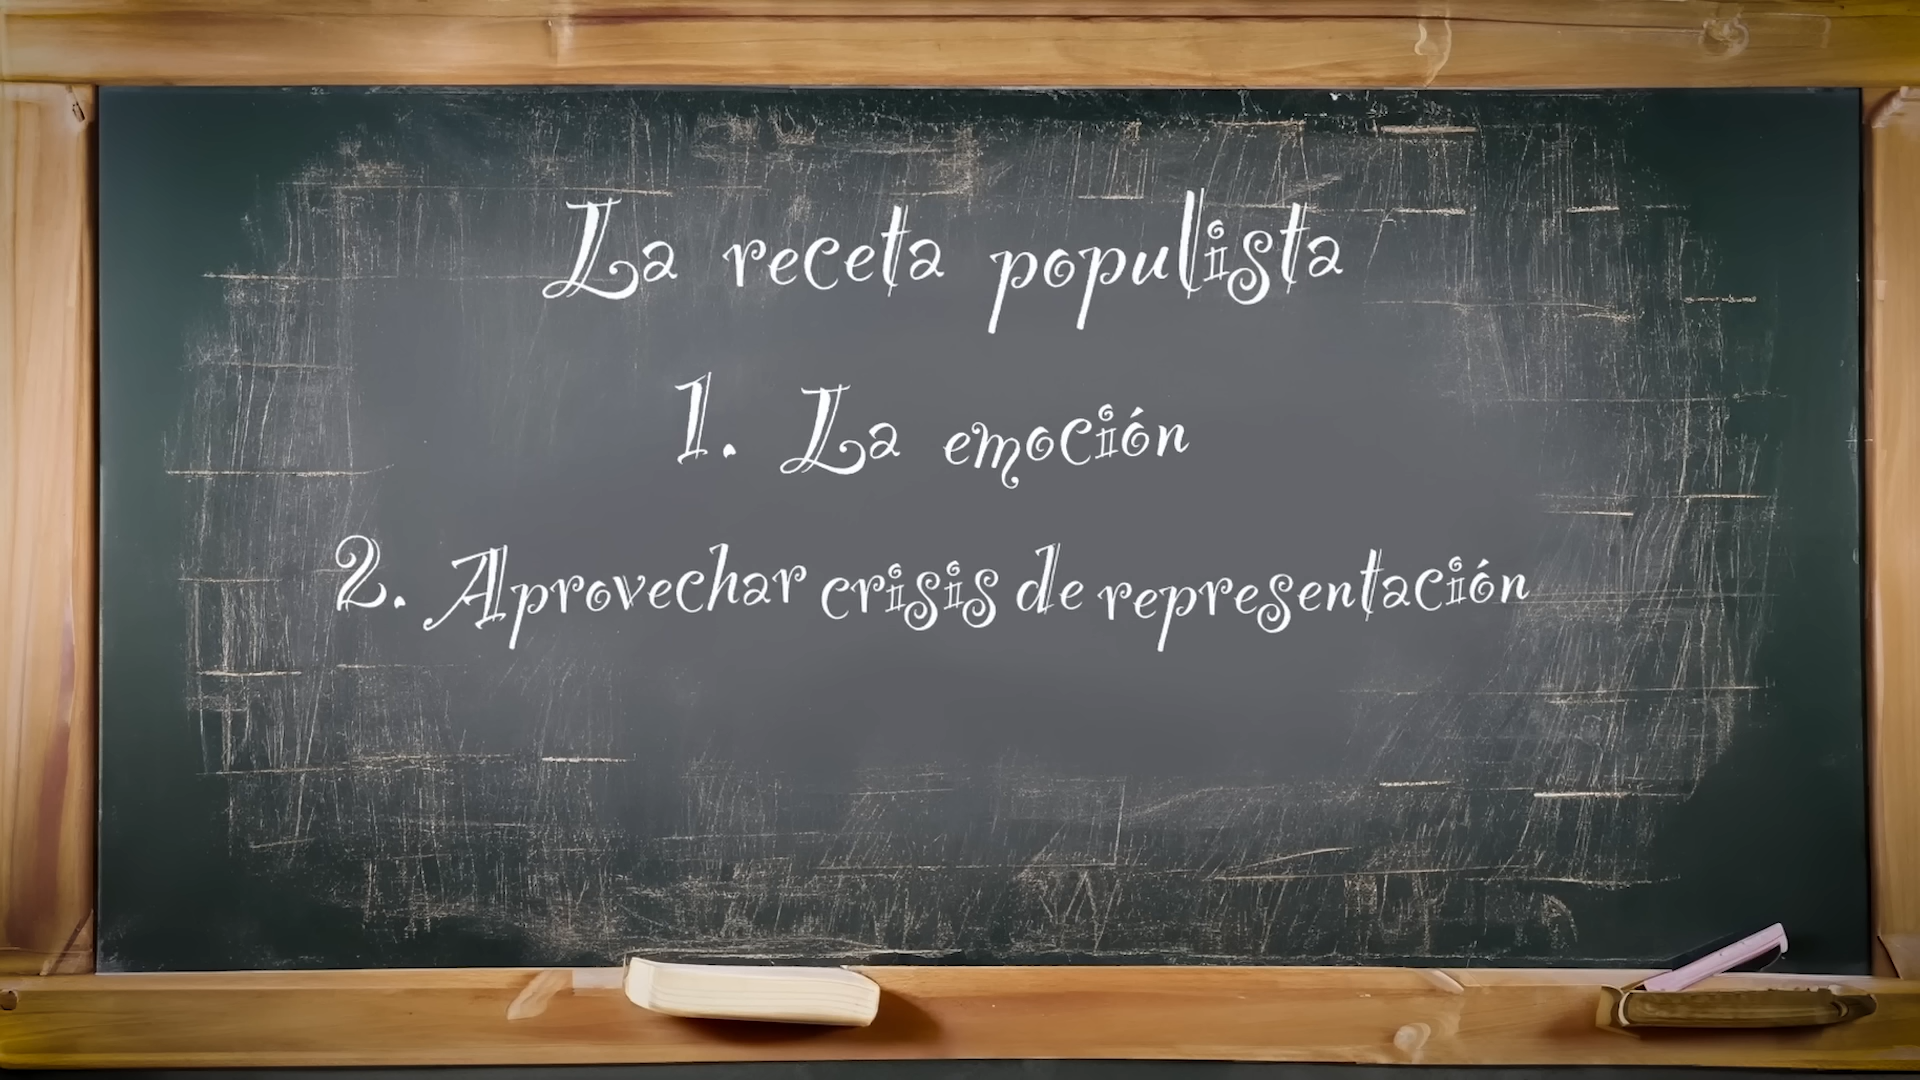 La receta populista
1. La emoción
2. Aprovechar crisis de representación